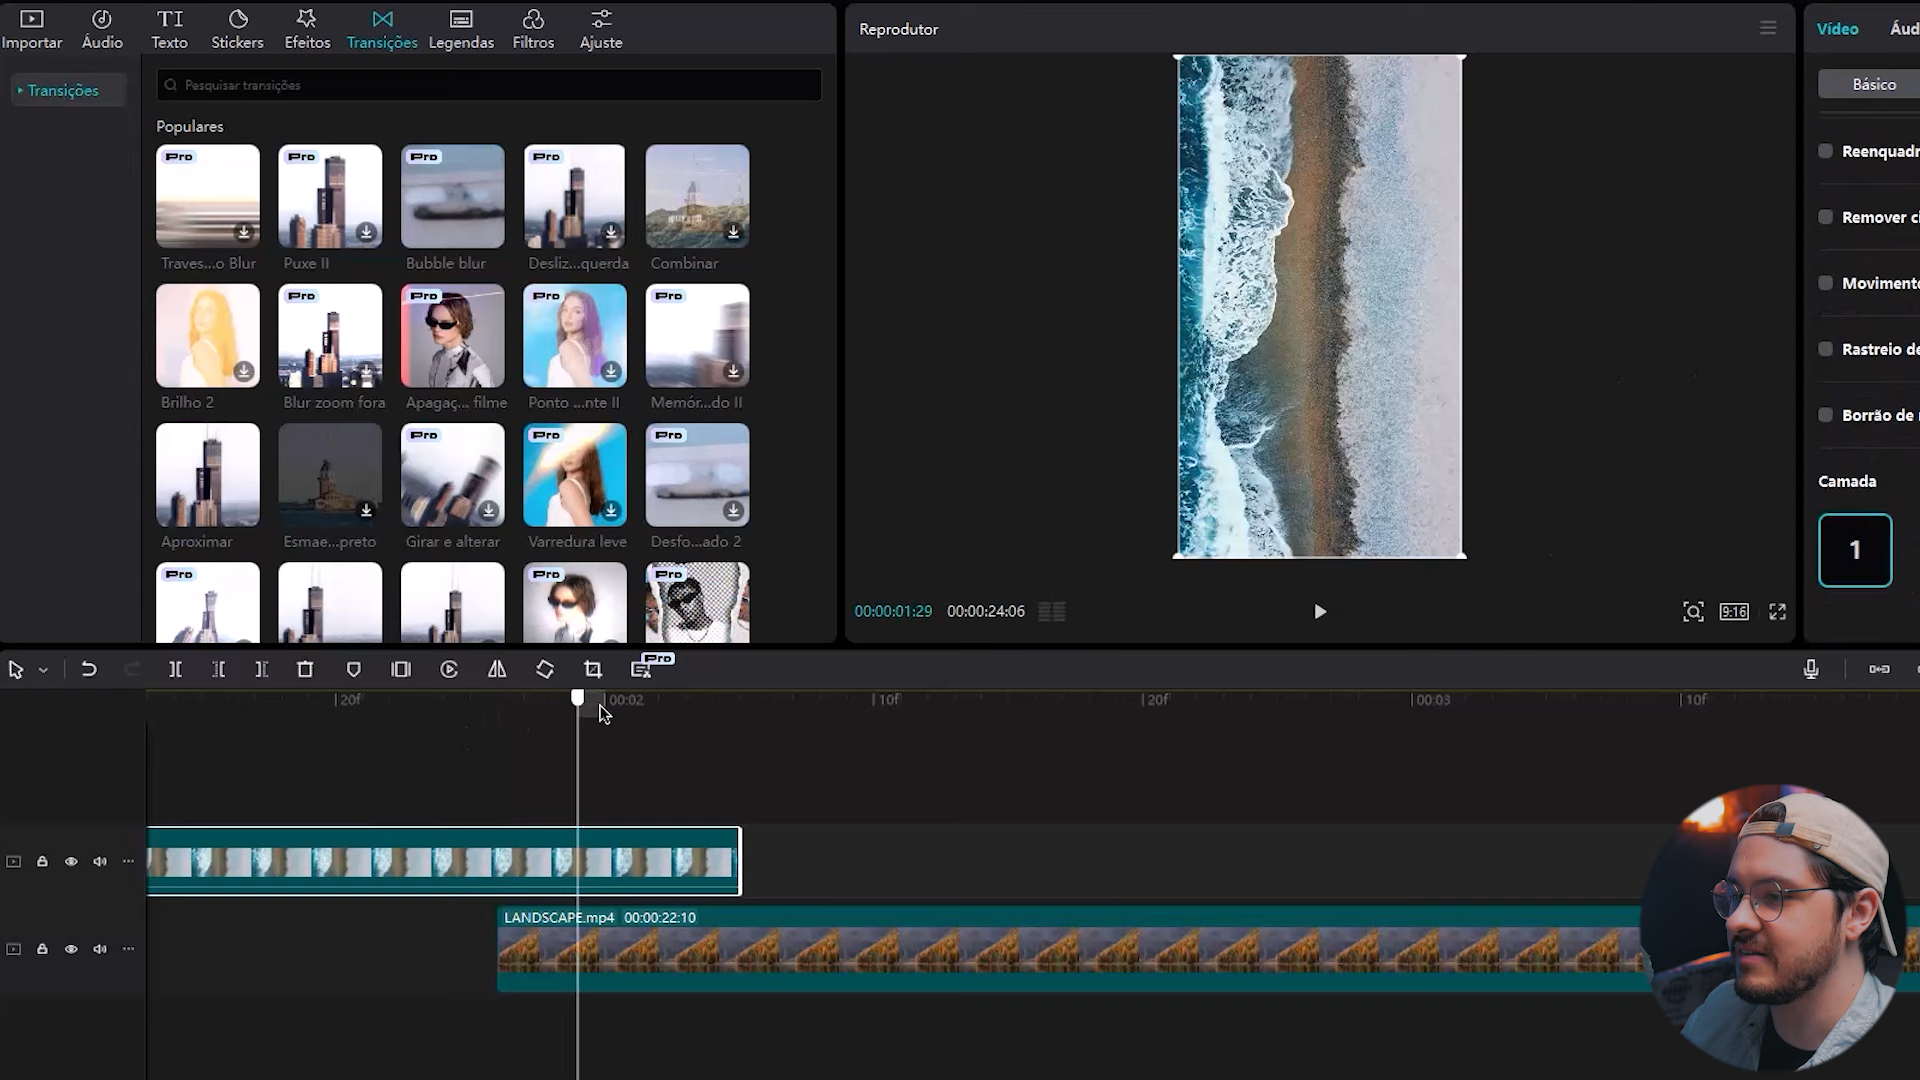 Importar Áudio Texto Stickers Efeitos Transições Legendas Filtros Ajuste
Transições
Pesquisar transições
Populares
Pro Pro Pro Pro
Traves...o Blur Puxe II Bubble blur Desliz...querda Combinar
Pro Pro Pro Pro
Brilho 2 Blur zoom fora Apagaç... filme Ponto ...nte II Memór...do II
Pro Pro Pro
Aproximar Esmae...preto Girar e alterar Varredura leve Desfo...ado 2
Pro Pro Pro
Reprodutor
00:00:01:29 00:00:24:06
9:16
Vídeo Áud
Básico
Reenquadr
Remover c
Movimento
Rastreio de
Borrão de
Camada
1
Pro
20f 00:02 10f 20f 00:03 10f
LANDSCAPE.mp4 00:00:22:10